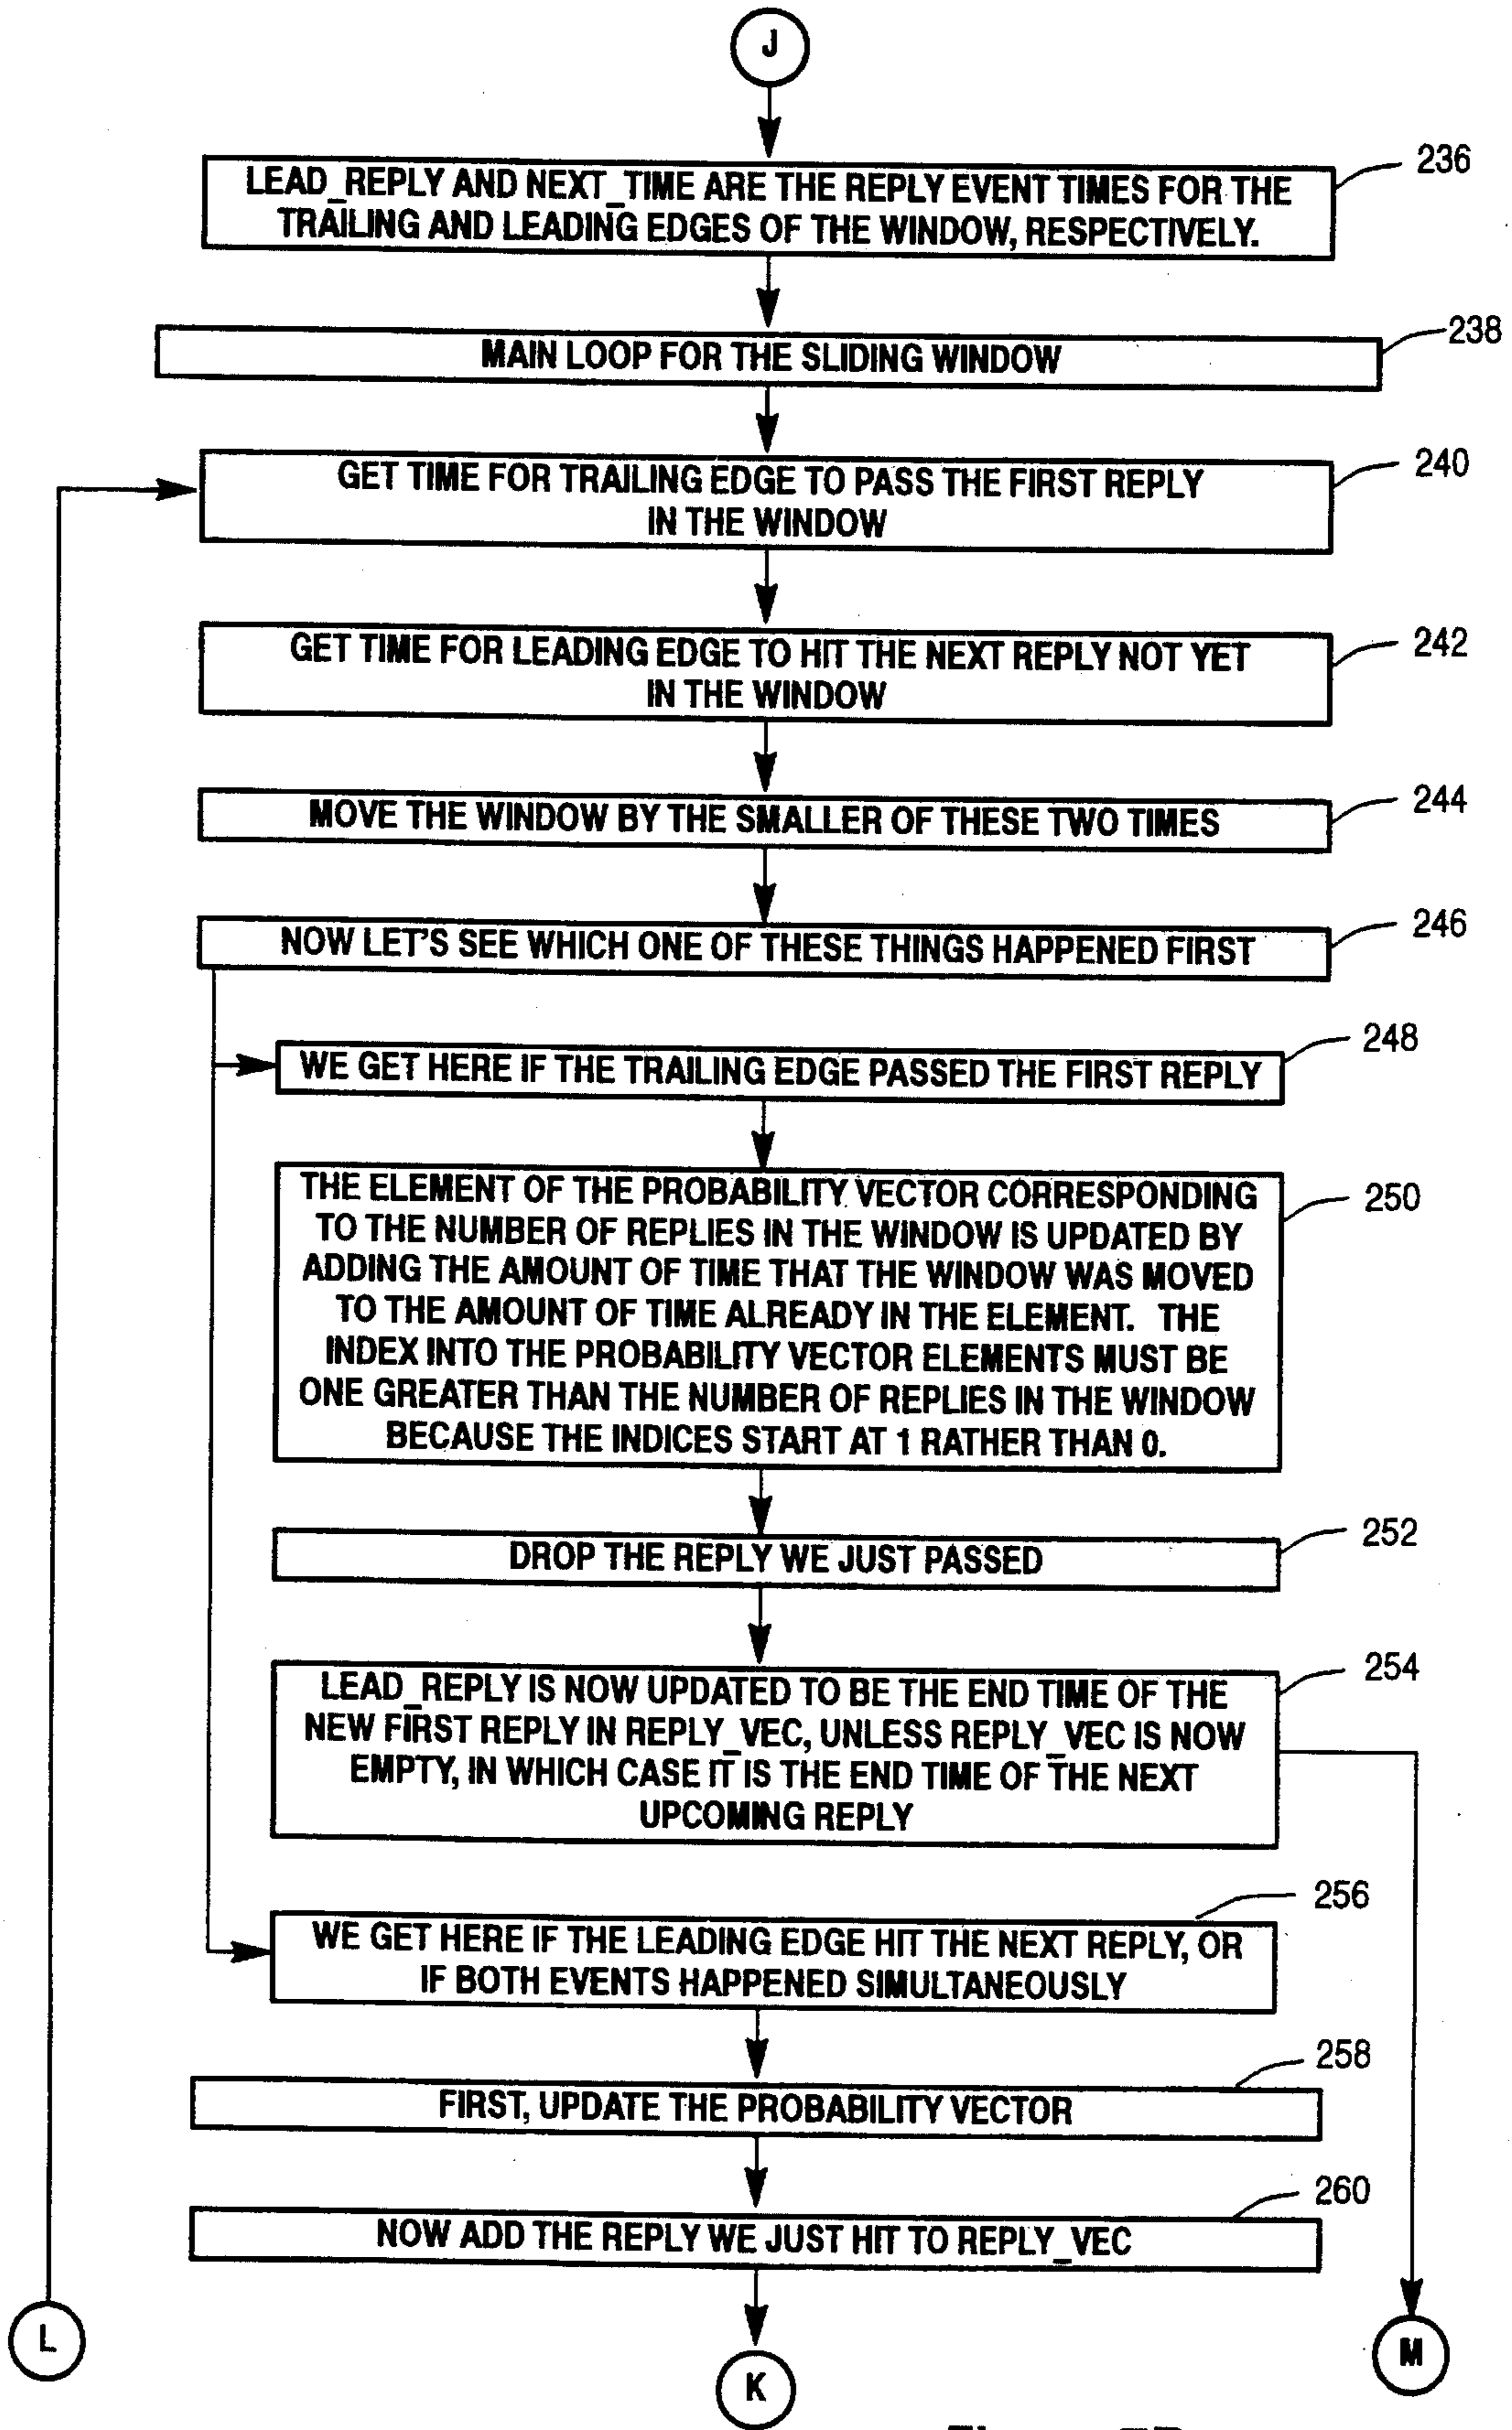 J
236
LEAD_REPLY AND NEXT_TIME ARE THE REPLY EVENT TIMES FOR THE
TRAILING AND LEADING EDGES OF THE WINDOW, RESPECTIVELY.
238
MAIN LOOP FOR THE SLIDING WINDOW
240
GET TIME FOR TRAILING EDGE TO PASS THE FIRST REPLY
IN THE WINDOW
242
GET TIME FOR LEADING EDGE TO HIT THE NEXT REPLY NOT YET
IN THE WINDOW
244
MOVE THE WINDOW BY THE SMALLER OF THESE TWO TIMES
246
NOW LET'S SEE WHICH ONE OF THESE THINGS HAPPENED FIRST
248
WE GET HERE IF THE TRAILING EDGE PASSED THE FIRST REPLY
250
THE ELEMENT OF THE PROBABILITY VECTOR CORRESPONDING
TO THE NUMBER OF REPLIES IN THE WINDOW IS UPDATED BY
ADDING THE AMOUNT OF TIME THAT THE WINDOW WAS MOVED
TO THE AMOUNT OF TIME ALREADY IN THE ELEMENT. THE
INDEX INTO THE PROBABILITY VECTOR ELEMENTS MUST BE
ONE GREATER THAN THE NUMBER OF REPLIES IN THE WINDOW
BECAUSE THE INDICES START AT 1 RATHER THAN 0.
252
DROP THE REPLY WE JUST PASSED
254
LEAD_REPLY IS NOW UPDATED TO BE THE END TIME OF THE
NEW FIRST REPLY IN REPLY_VEC, UNLESS REPLY_VEC IS NOW
EMPTY, IN WHICH CASE IT IS THE END TIME OF THE NEXT
UPCOMING REPLY
256
WE GET HERE IF THE LEADING EDGE HIT THE NEXT REPLY, OR
IF BOTH EVENTS HAPPENED SIMULTANEOUSLY
258
FIRST, UPDATE THE PROBABILITY VECTOR
260
NOW ADD THE REPLY WE JUST HIT TO REPLY_VEC
L
M
K